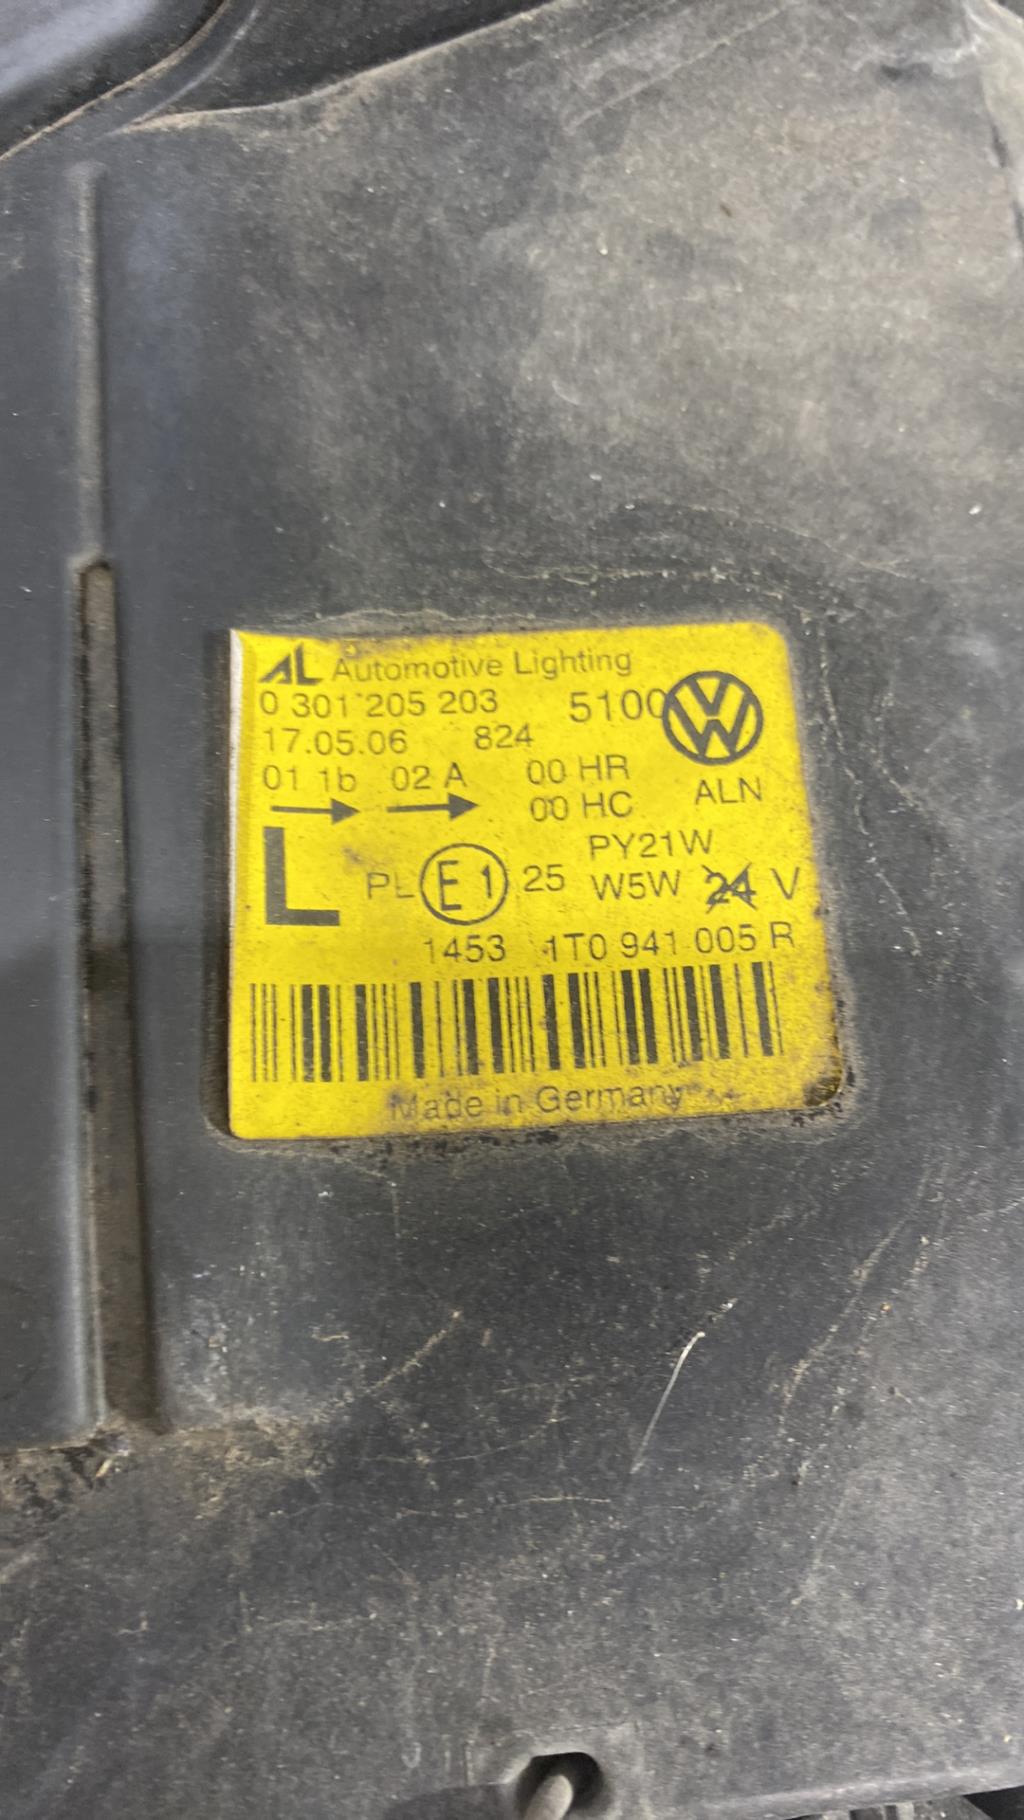 AL Automotive Lighting
0 301 205 203 5100
17.05.06 824
01 1b 02 A 00 HR
00 HC ALN
PY21W
L PL E1 25 W5W 24 V
1453 1T0 941 005 R
Made in Germany